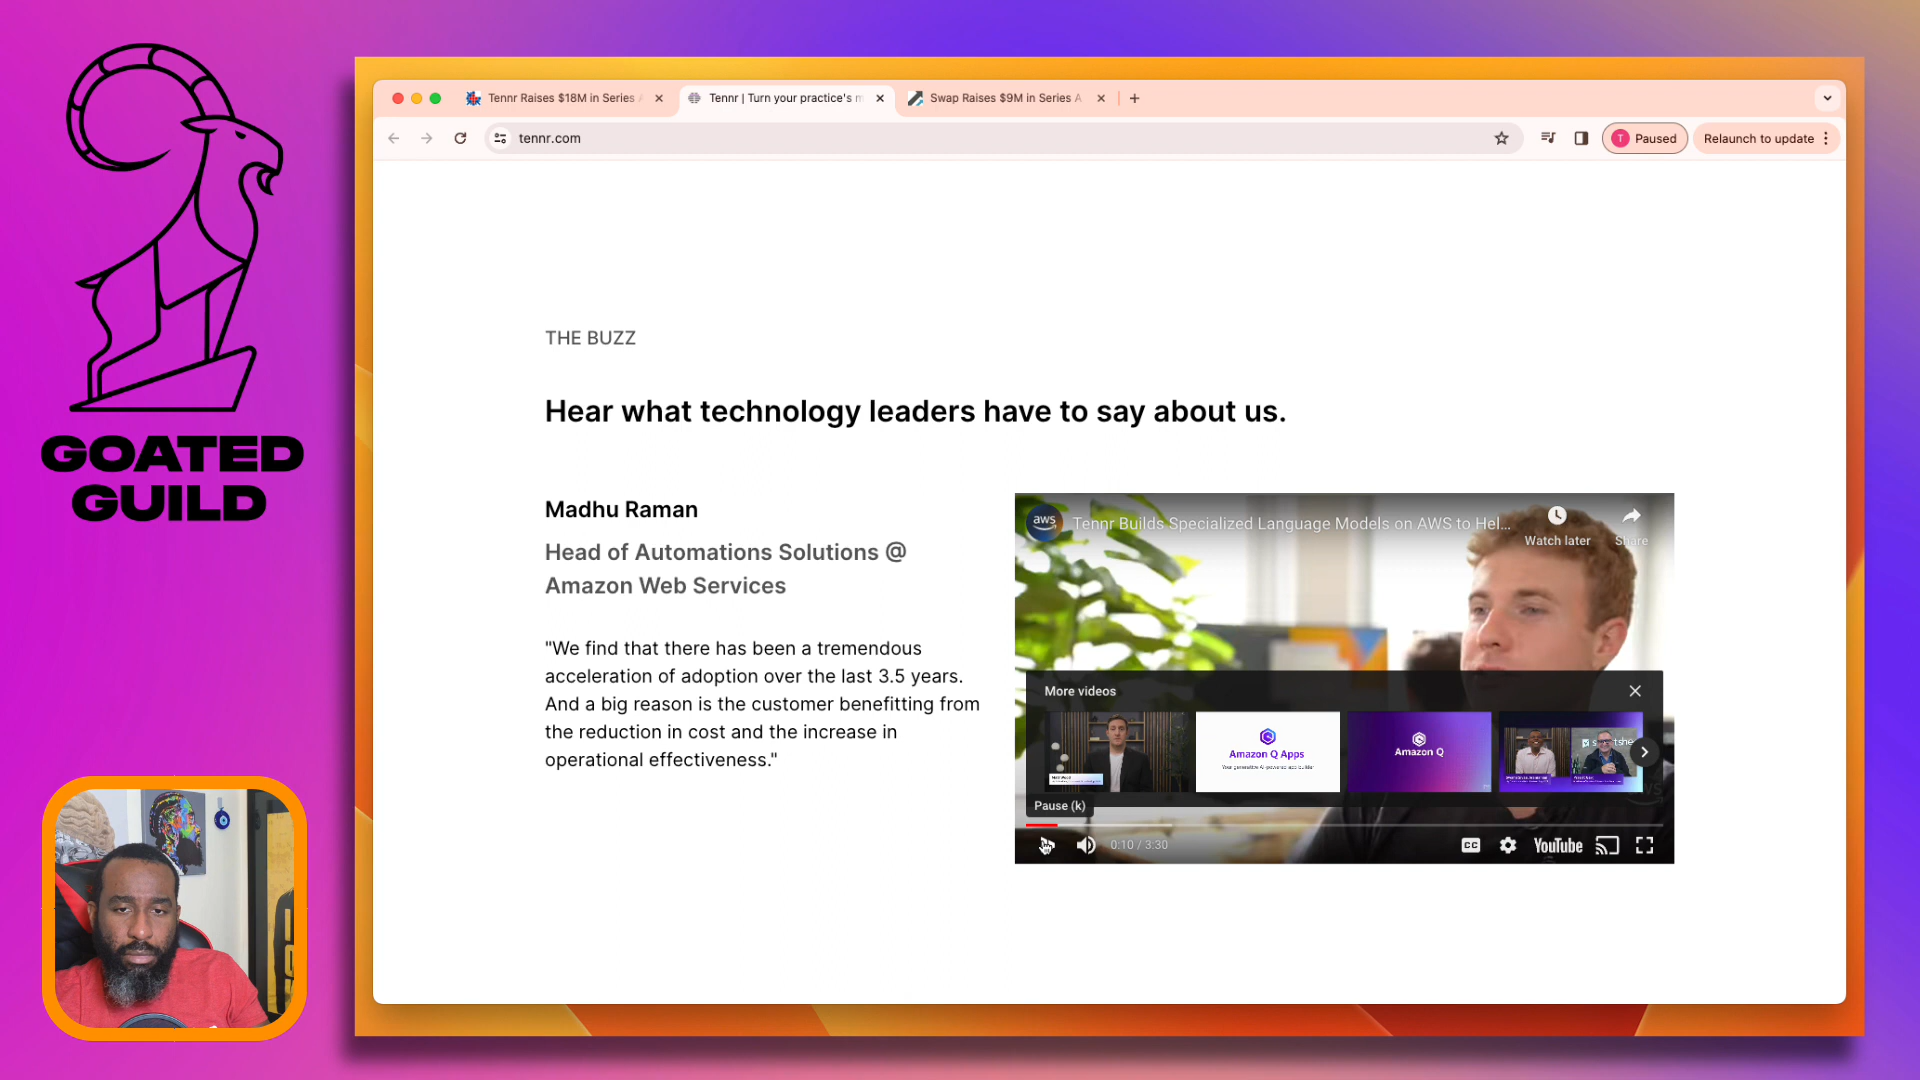 GOATED
GUILD
Tennr Raises $18M in Series
Tennr | Turn your practice's m
Swap Raises $9M in Series A
tennr.com
T
Paused
Relaunch to update
THE BUZZ
Hear what technology leaders have to say about us.
Madhu Raman
Head of Automations Solutions @
Amazon Web Services
"We find that there has been a tremendous
acceleration of adoption over the last 3.5 years.
And a big reason is the customer benefitting from
the reduction in cost and the increase in
operational effectiveness."
aws
Tennr Builds Specialized Language Models on AWS to Hel...
Watch later
Share
More videos
Amazon Q Apps
Amazon Q
Pause (k)
0:10 / 3:30
CC
YouTube